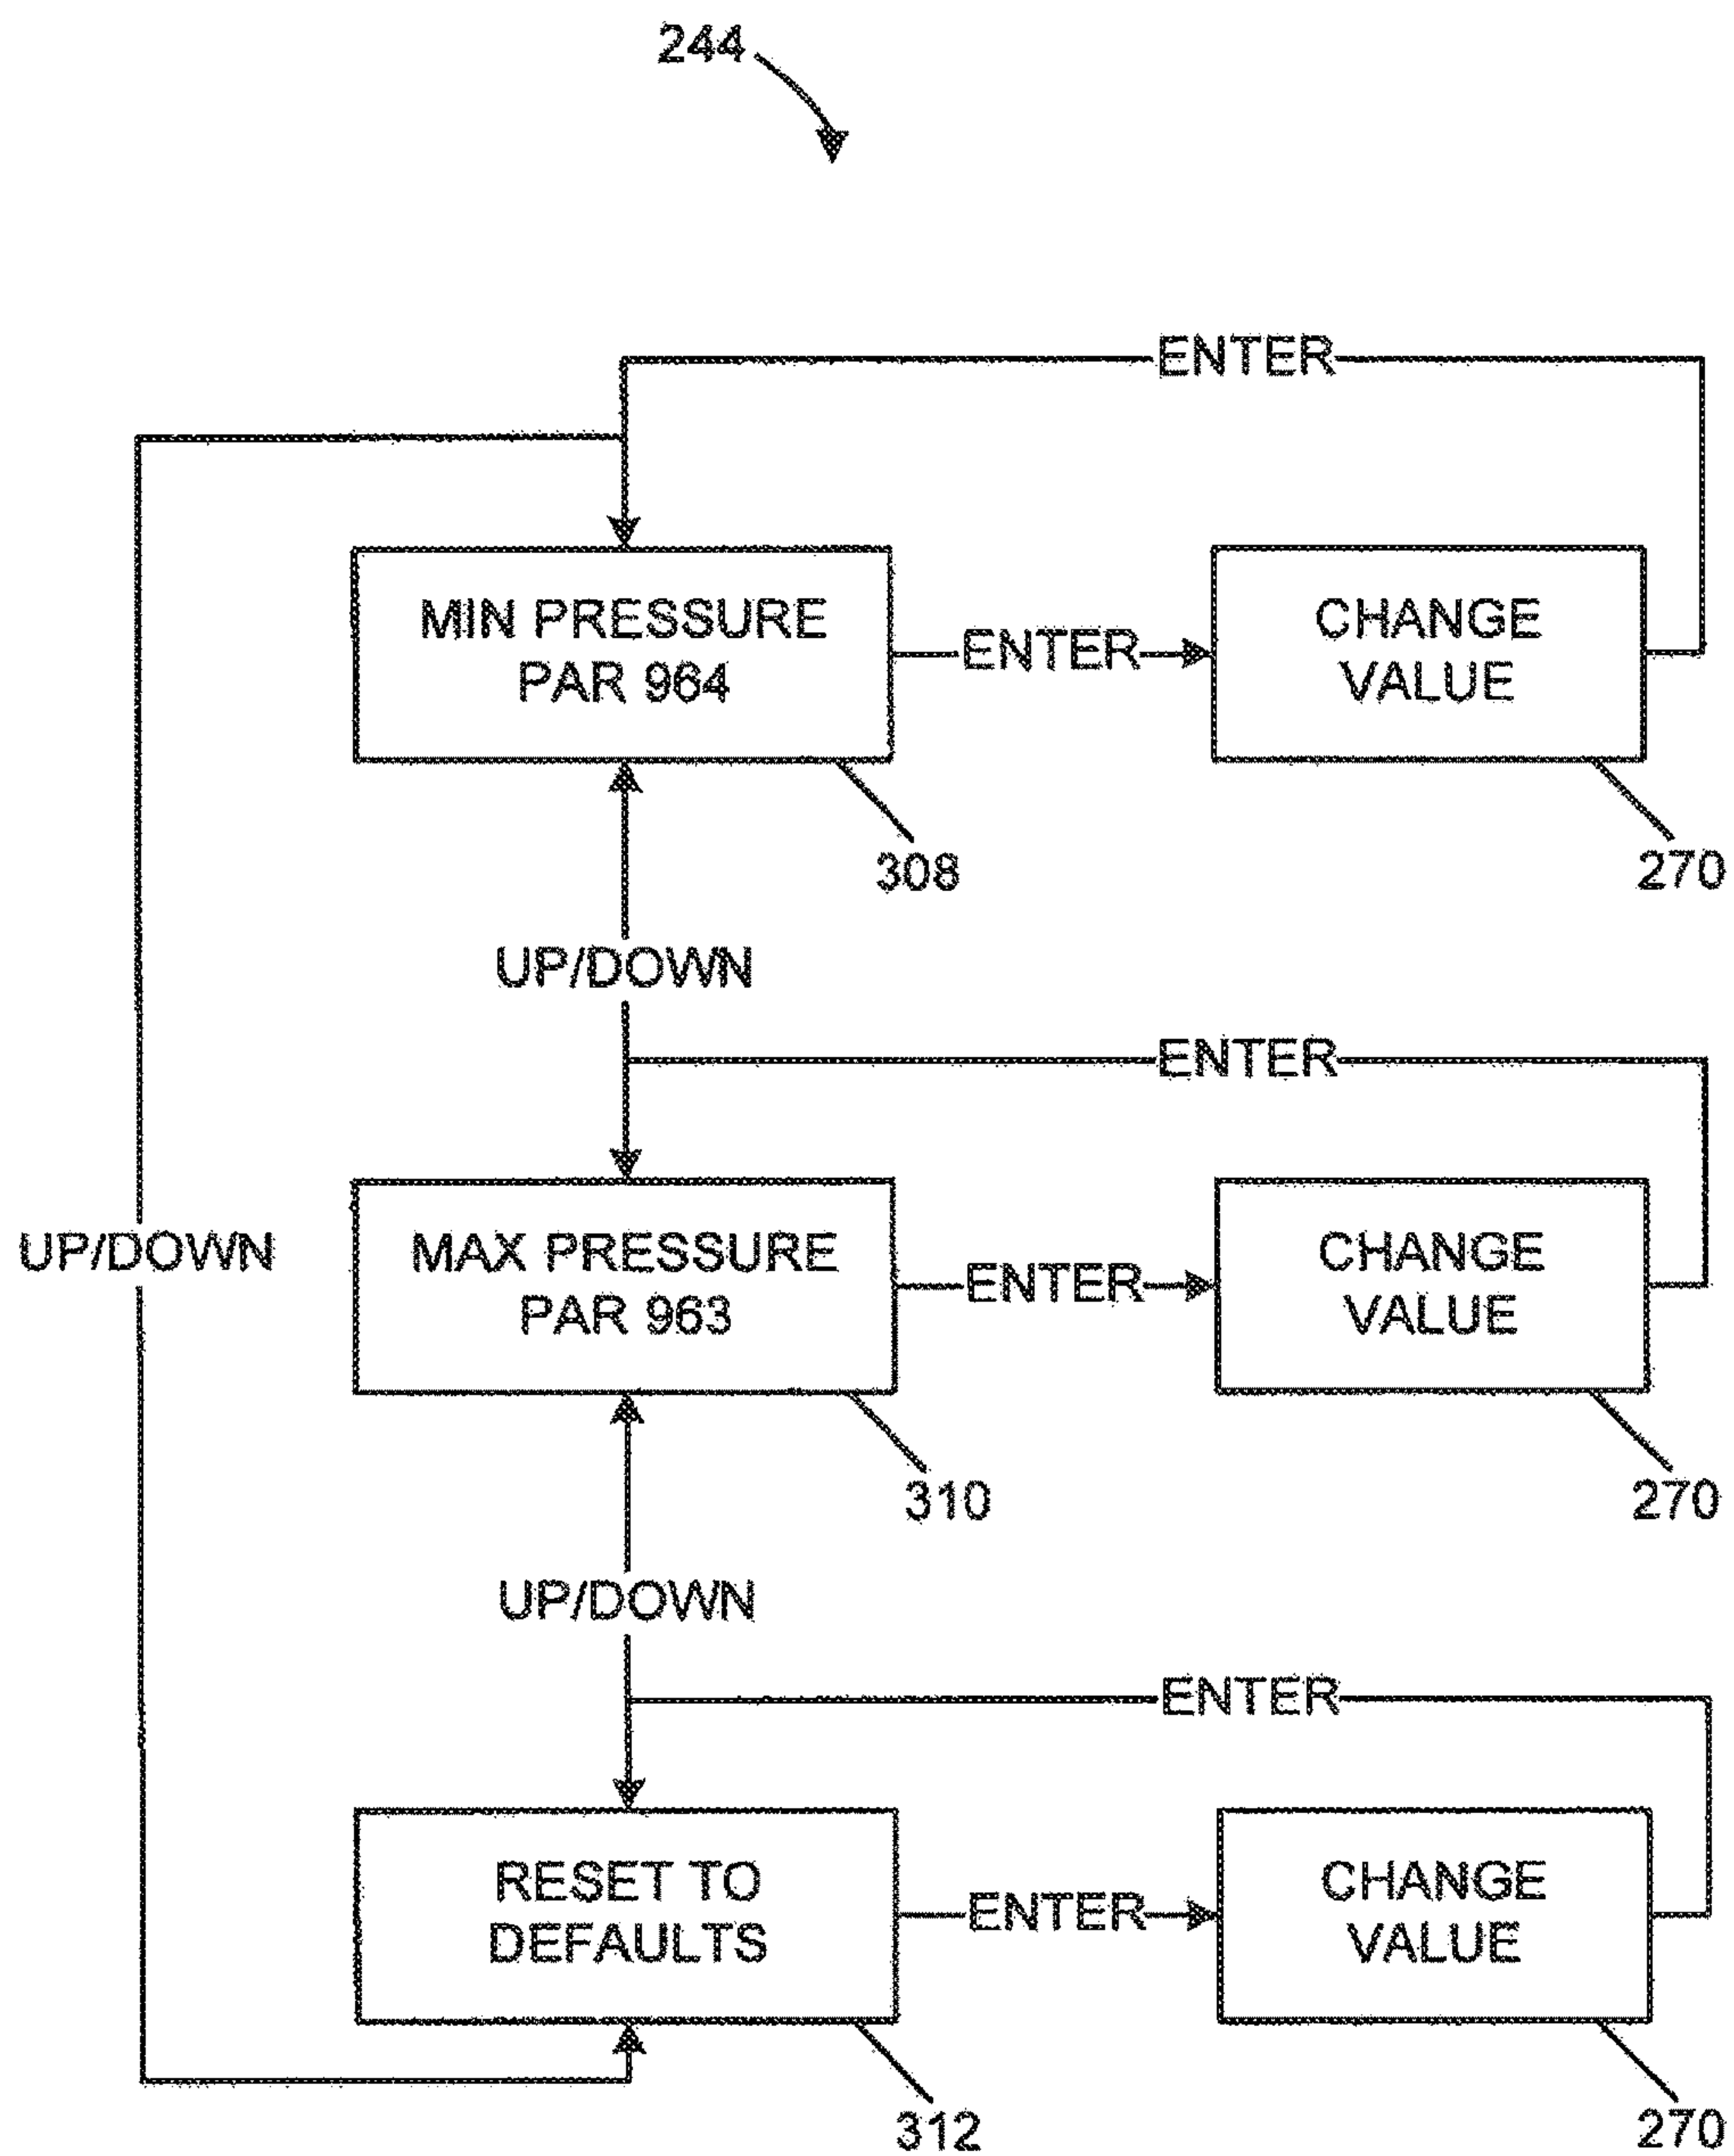 244
ENTER
MIN PRESSURE
PAR 964
ENTER
CHANGE
VALUE
308
270
UP/DOWN
ENTER
UP/DOWN
MAX PRESSURE
PAR 963
ENTER
CHANGE
VALUE
310
270
UP/DOWN
ENTER
RESET TO
DEFAULTS
ENTER
CHANGE
VALUE
312
270